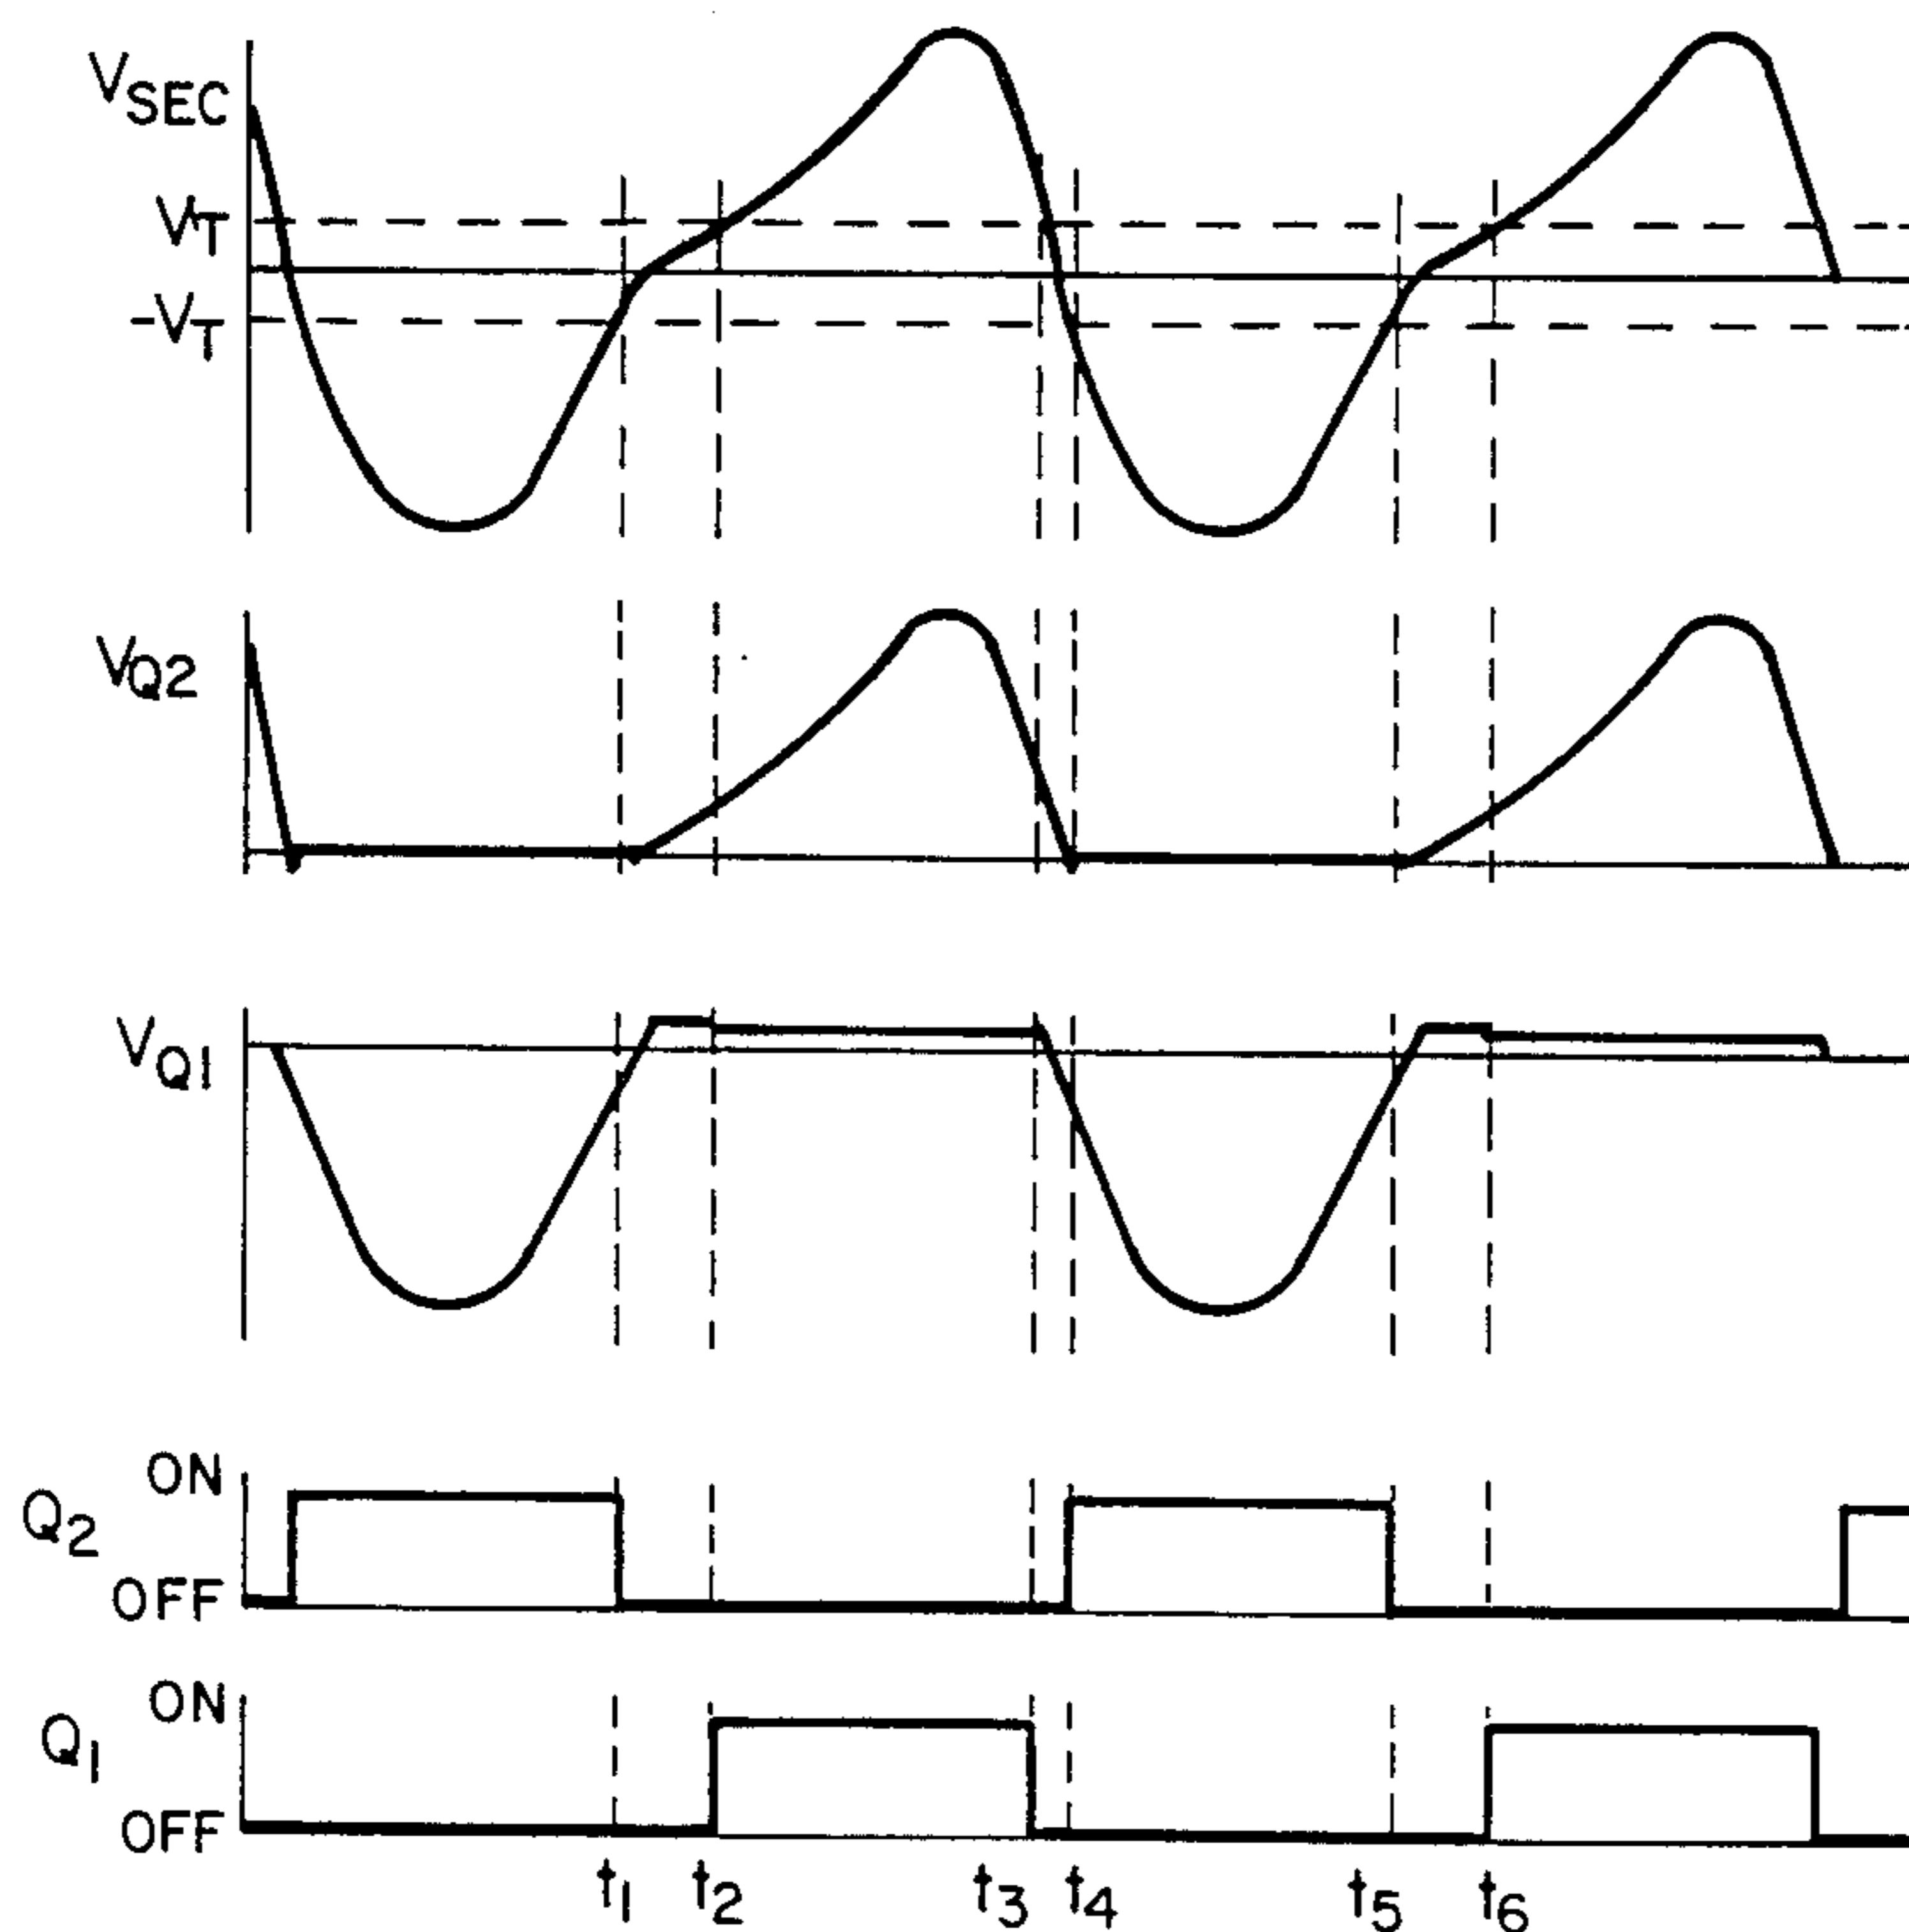 VSEC
VT
-VT
VQ2
VQ1
ON
Q2
OFF
ON
Q1
OFF
t1 t2 t3 t4 t5 t6